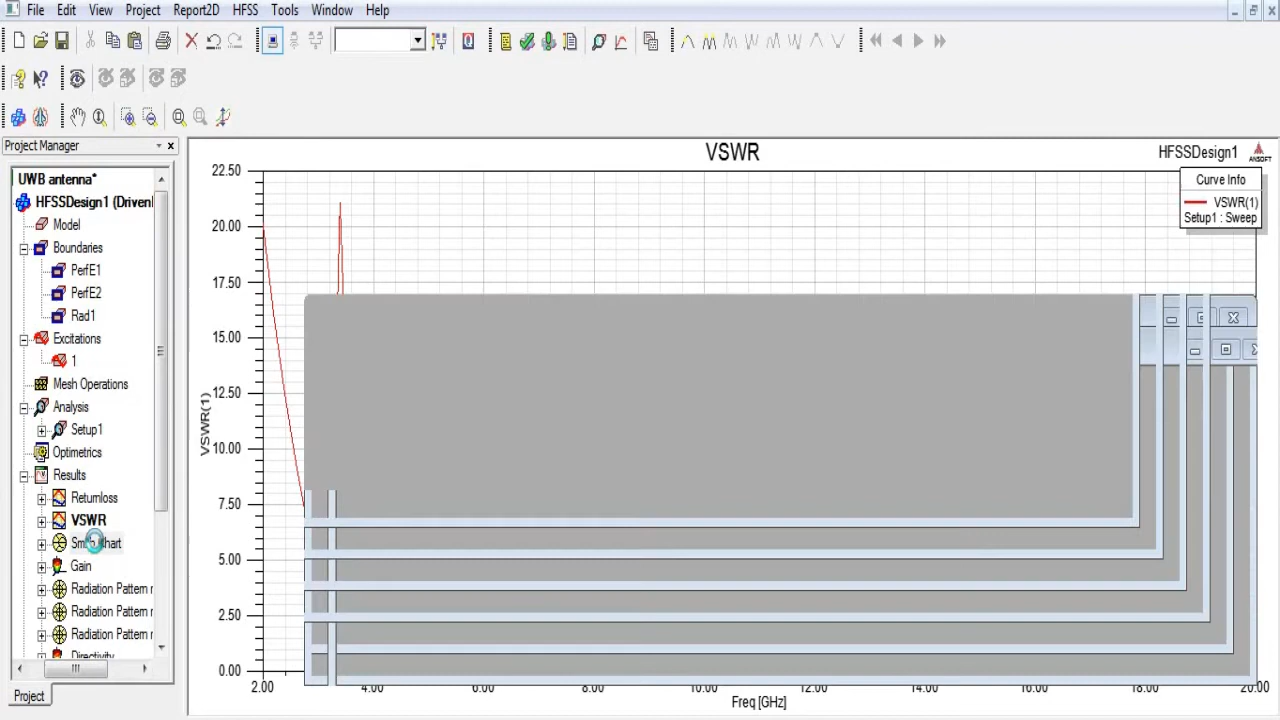 File Edit View Project Report2D HFSS Tools Window Help
Project Manager
UWB antenna*
HFSSDesign1 (Driven
Model
Boundaries
PerfE1
PerfE2
Rad1
Excitations
1
Mesh Operations
Analysis
Setup1
Optimetrics
Results
Returnloss
VSWR
Gain
Radiation Pattern
Radiation Pattern
Radiation Pattern
Directivity
Project
VSWR
HFSSDesign1
ANSOFT
Curve Info
VSWR(1)
Setup1 : Sweep
22.50
20.00
17.50
15.00
12.50
10.00
7.50
5.00
2.50
0.00
VSWR(1)
2.00 4.00 6.00 8.00 10.00 12.00 14.00 16.00 18.00 20.00
Freq [GHz]